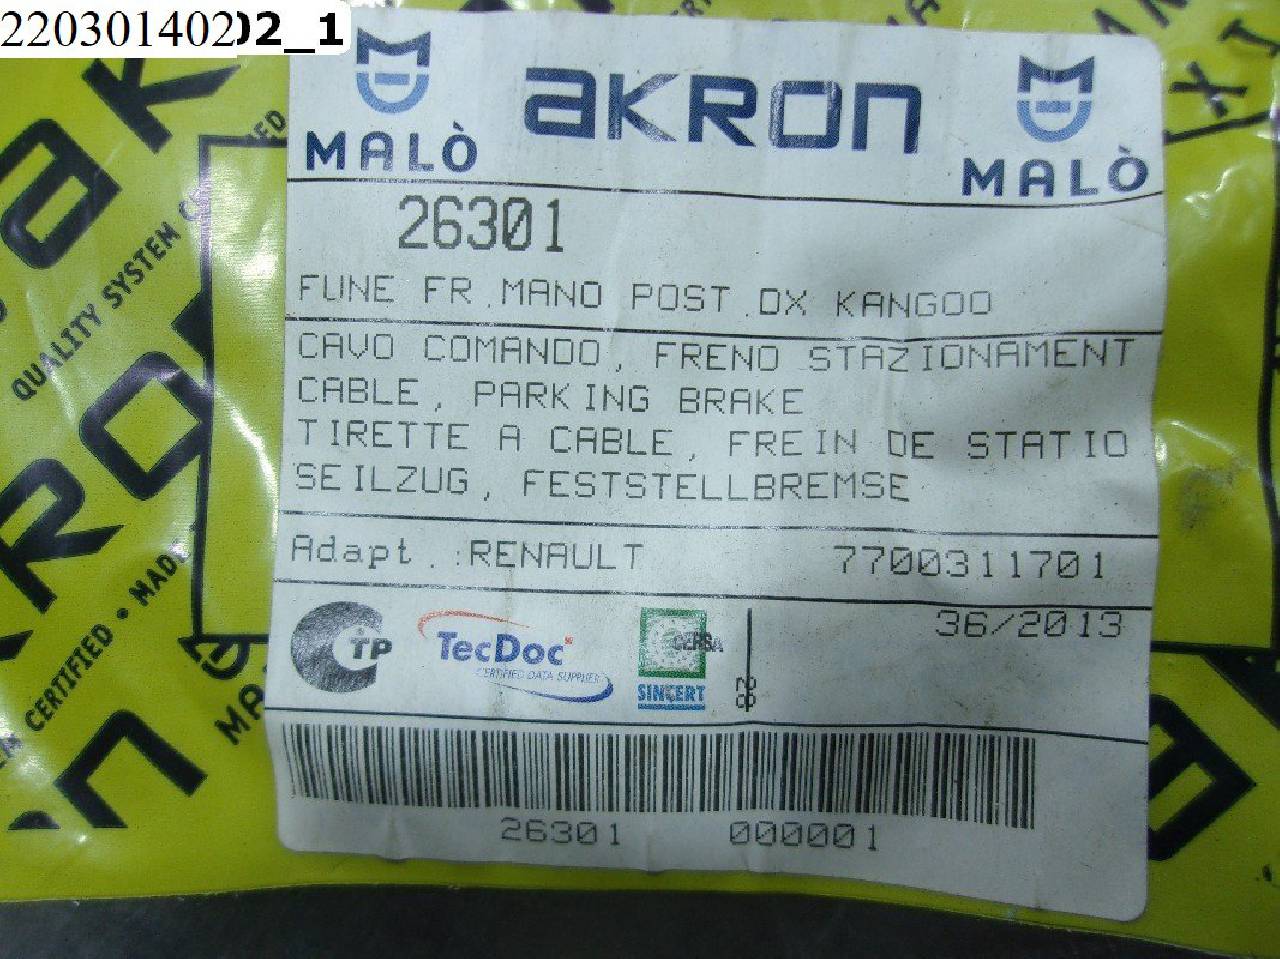 22030140202_1
MALÒ
akron
MALÒ
26301
FUNE FR.MANO POST.DX KANGOO
CAVO COMANDO, FRENO STAZIONAMENT
CABLE, PARKING BRAKE
TIRETTE A CABLE, FREIN DE STATIO
SEILZUG, FESTSTELLBREMSE
Adapt. :RENAULT 7700311701
CTP
TecDoc
CERTIFIED DATA SUPPLIER
SINCERT
36/2013
26301 000001
QUALITY SYSTEM
CERTIFIED • MADE